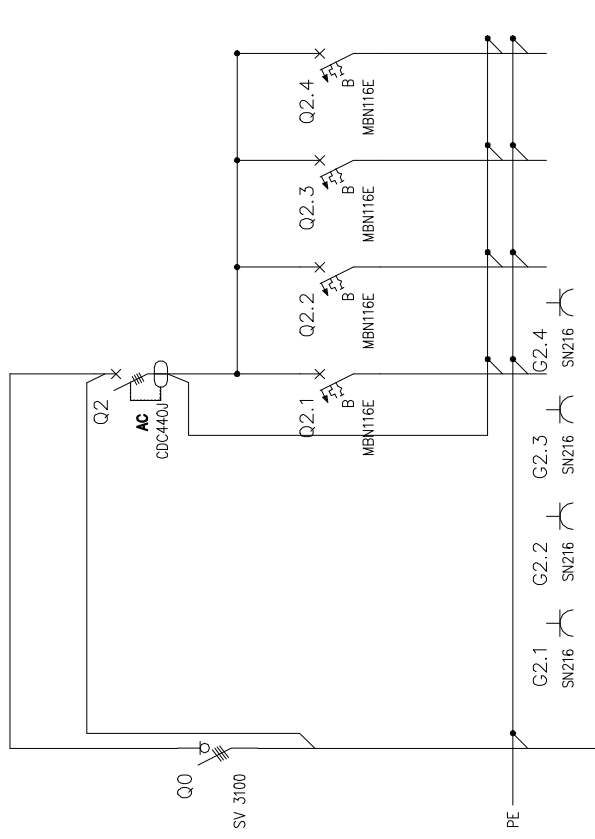 Q2.4
B
MBN116E
Q2.3
B
MBN116E
Q2.2
B
MBN116E
Q2.1
B
MBN116E
Q2
AC
CDC440J
G2.4
SN216
G2.3
SN216
G2.2
SN216
G2.1
SN216
Q0
SV 3100
PE